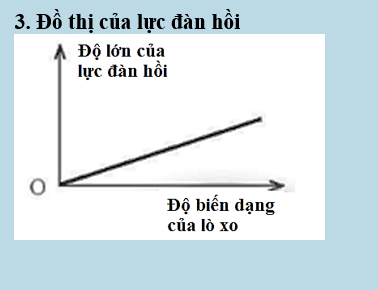 3. Đồ thị của lực đàn hồi
Độ lớn của
lực đàn hồi
O
Độ biến dạng
của lò xo